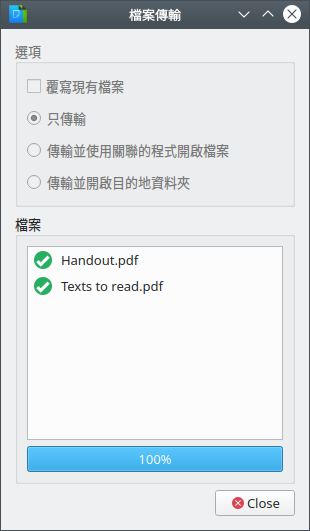 檔案傳輸
選項
覆寫現有檔案
只傳輸
傳輸並使用關聯的程式開啟檔案
傳輸並開啟目的地資料夾
檔案
Handout.pdf
Texts to read.pdf
100%
Close